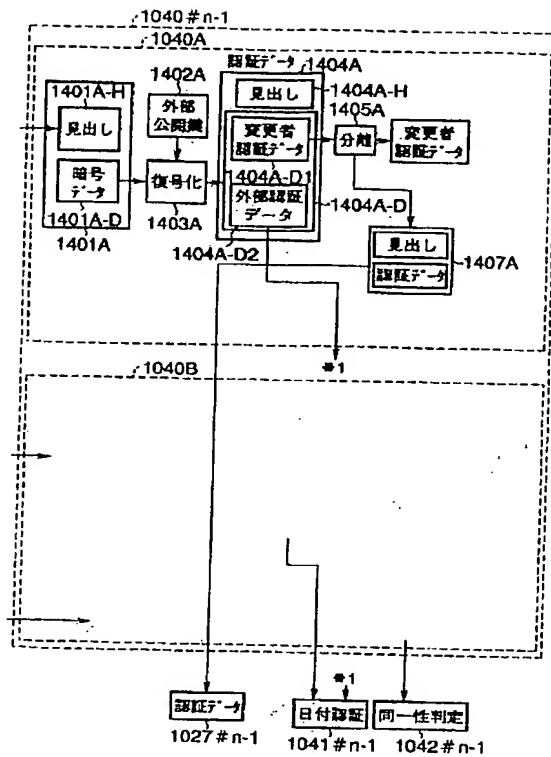 1040#n-1
1040A
1401A-H
見出し
暗号
データ
1401A-D
1401A
1402A
外部
公開鍵
復号化
1403A
認証データ
1404A
見出し
1404A-H
変更者
認証データ
1404A-D1
外部認証
データ
1404A-D
1404A-D2
1405A
分離
変更者
認証データ
見出し
認証データ
1407A
*1
1040B
*1
認証データ
1027#n-1
日付認証
1041#n-1
同一性判定
1042#n-1